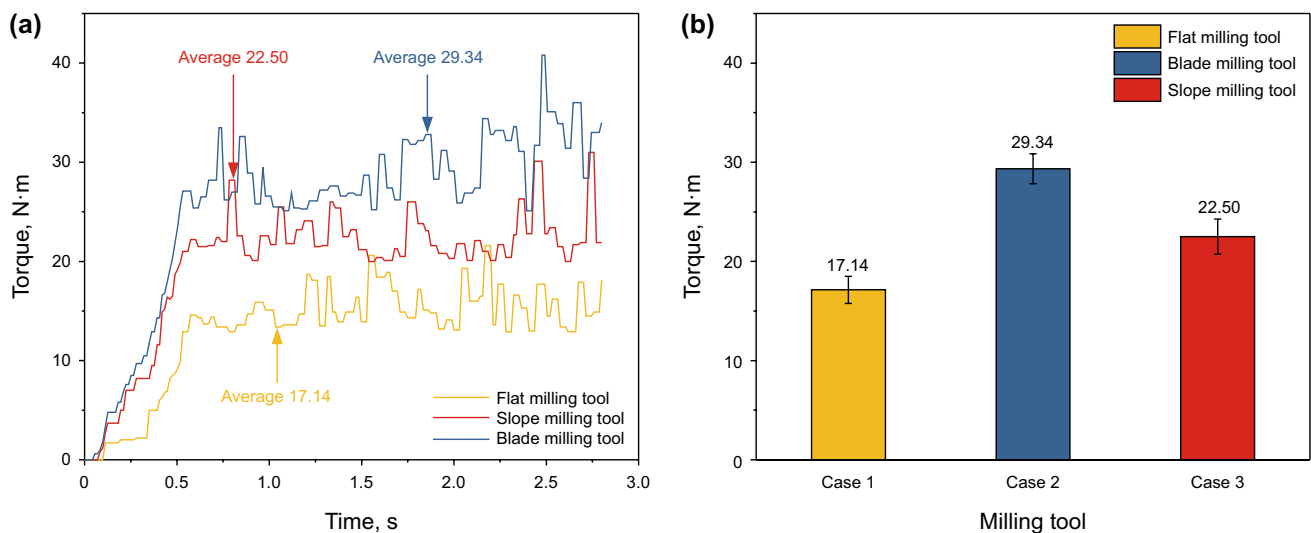 (a)
Torque, N·m
40
30
20
10
0
Average 22.50
Average 29.34
Average 17.14
Flat milling tool
Slope milling tool
Blade milling tool
0 0.5 1.0 1.5 2.0 2.5 3.0
Time, s
(b)
Torque, N·m
40
30
20
10
0
Flat milling tool
Blade milling tool
Slope milling tool
17.14
29.34
22.50
Case 1 Case 2 Case 3
Milling tool